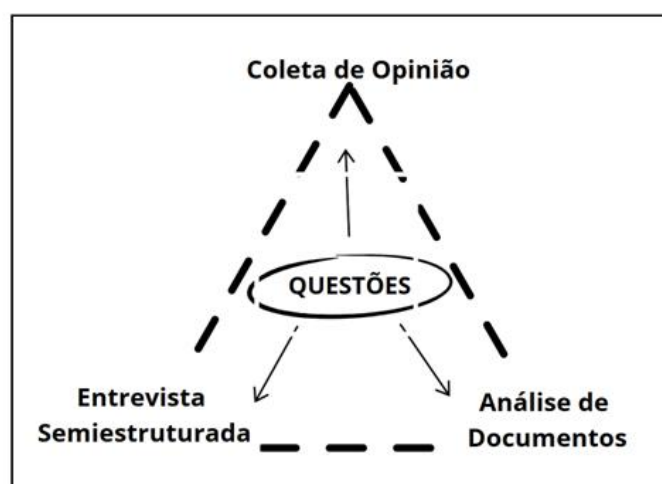 Coleta de Opinião
QUESTÕES
Entrevista
Semiestruturada
Análise de
Documentos